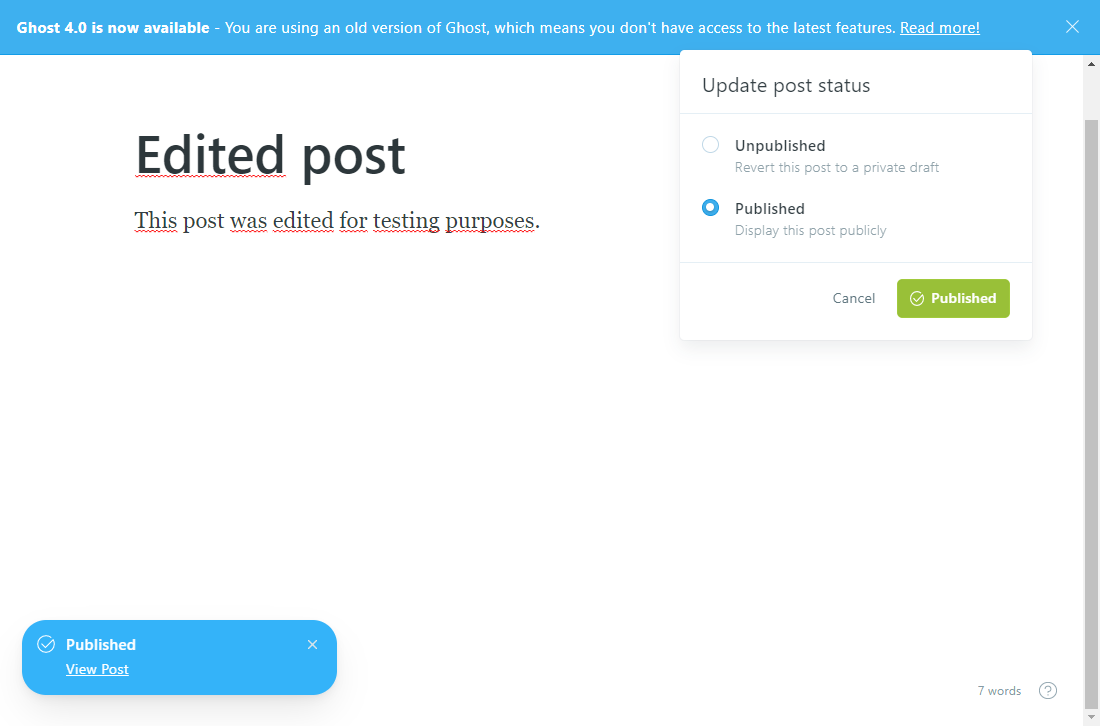 Ghost 4.0 is now available - You are using an old version of Ghost, which means you don't have access to the latest features. Read more!
Update post status
Unpublished
Revert this post to a private draft
Published
Display this post publicly
Cancel
Published
Edited post
This post was edited for testing purposes.
Published
View Post
7 words
?